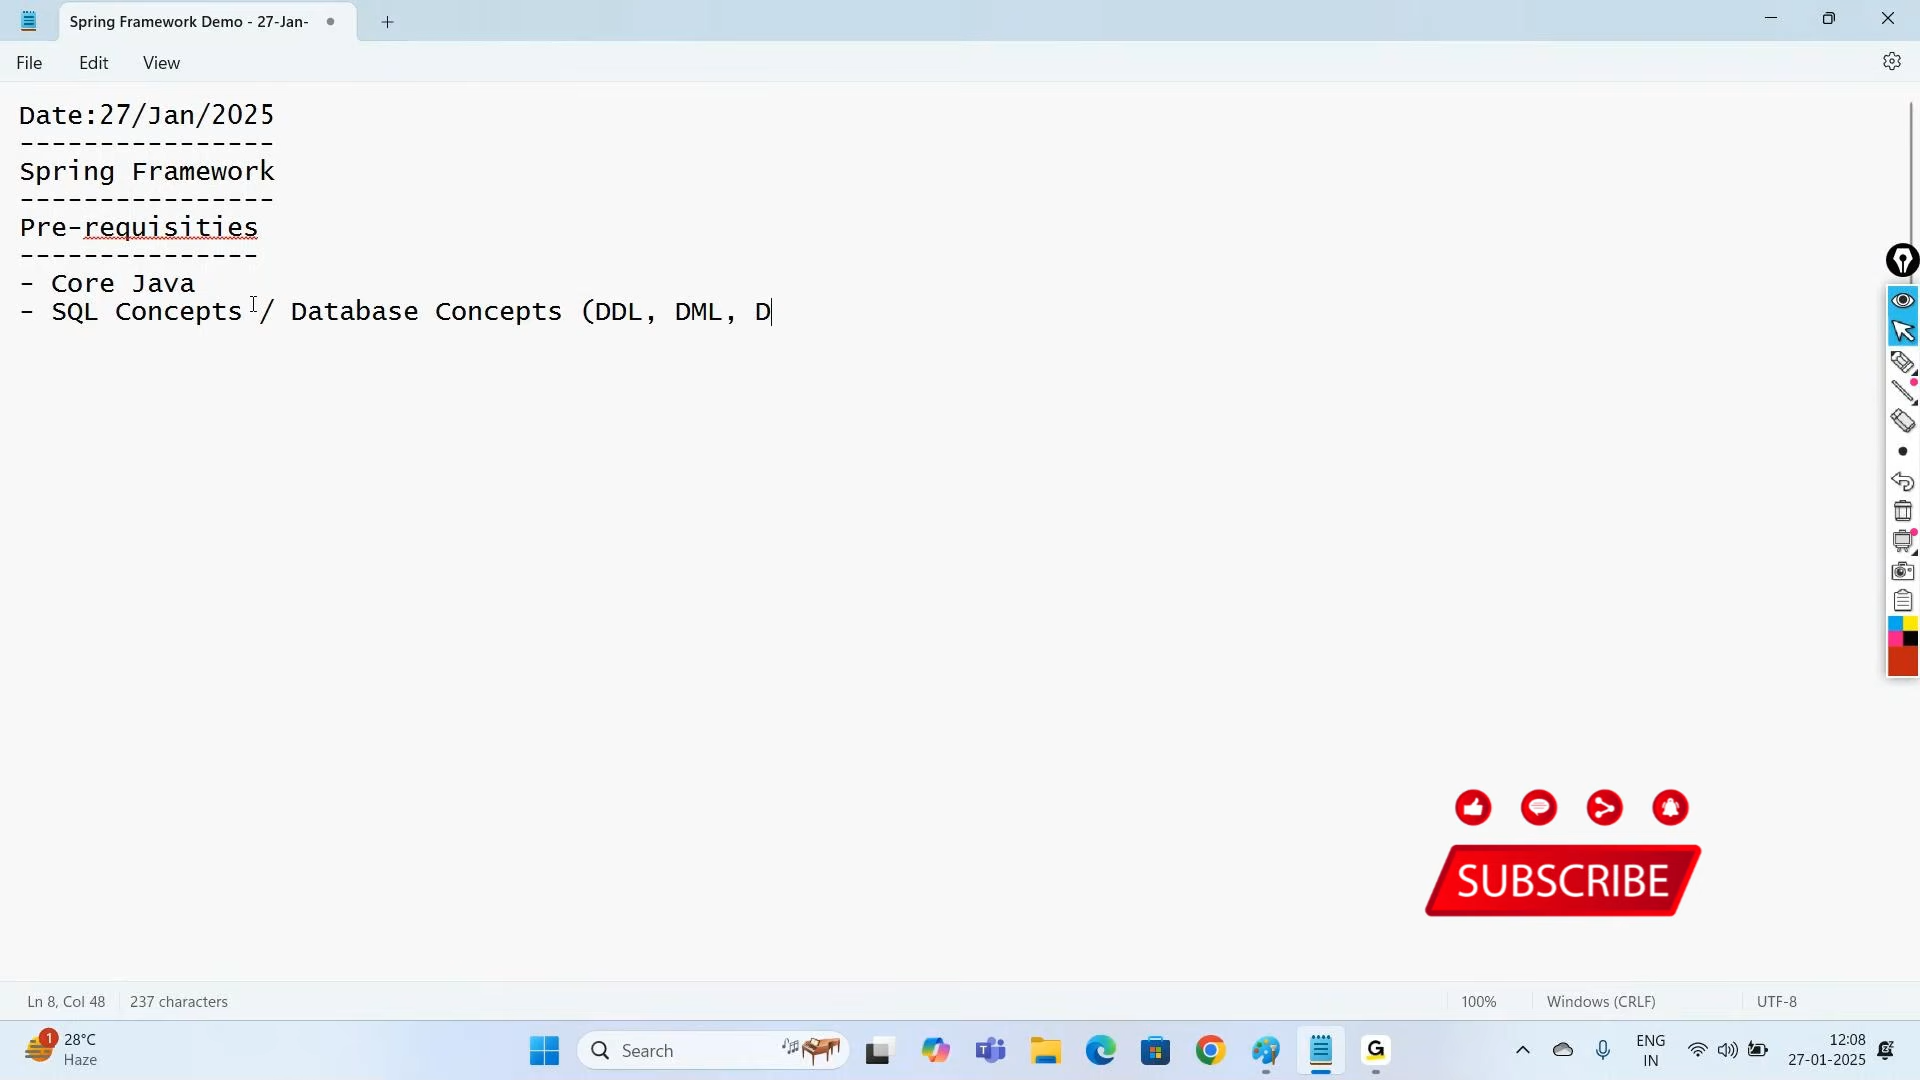 Spring Framework Demo - 27-Jan-
File Edit View
Date:27/Jan/2025
----------------
Spring Framework
----------------
Pre-requisities
---------------
- Core Java
- SQL Concepts / Database Concepts (DDL, DML, D
SUBSCRIBE
Ln 8, Col 48 237 characters 100% Windows (CRLF) UTF-8
1 28°C
Haze
Search
G
ENG
IN
12:08
27-01-2025